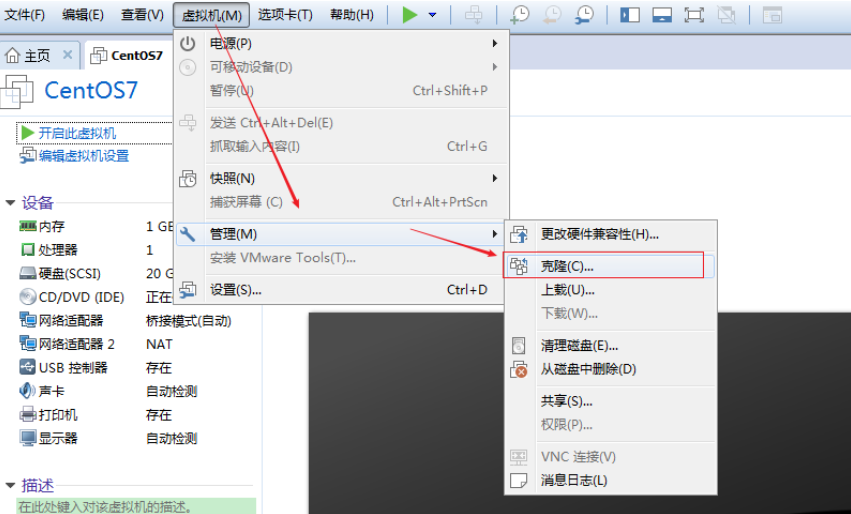 文件(F) 编辑(E) 查看(V) 虚拟机(M) 选项卡(T) 帮助(H)
主页 CentOS7
CentOS7
开启此虚拟机
编辑虚拟机设置
设备
内存 1 GB
处理器 1
硬盘(SCSI) 20 G
CD/DVD (IDE) 正在
网络适配器 桥接模式(自动)
网络适配器 2 NAT
USB 控制器 存在
声卡 自动检测
打印机 存在
显示器 自动检测
描述
在此处键入对该虚拟机的描述。
电源(P)
可移动设备(D)
暂停(U) Ctrl+Shift+P
发送 Ctrl+Alt+Del(E)
抓取输入内容(I) Ctrl+G
快照(N)
捕获屏幕 (C) Ctrl+Alt+PrtScn
管理(M)
安装 VMware Tools(T)...
设置(S)... Ctrl+D
更改硬件兼容性(H)...
克隆(C)...
上载(U)...
下载(W)...
清理磁盘(E)...
从磁盘中删除(D)
共享(S)...
权限(P)...
VNC 连接(V)
消息日志(L)